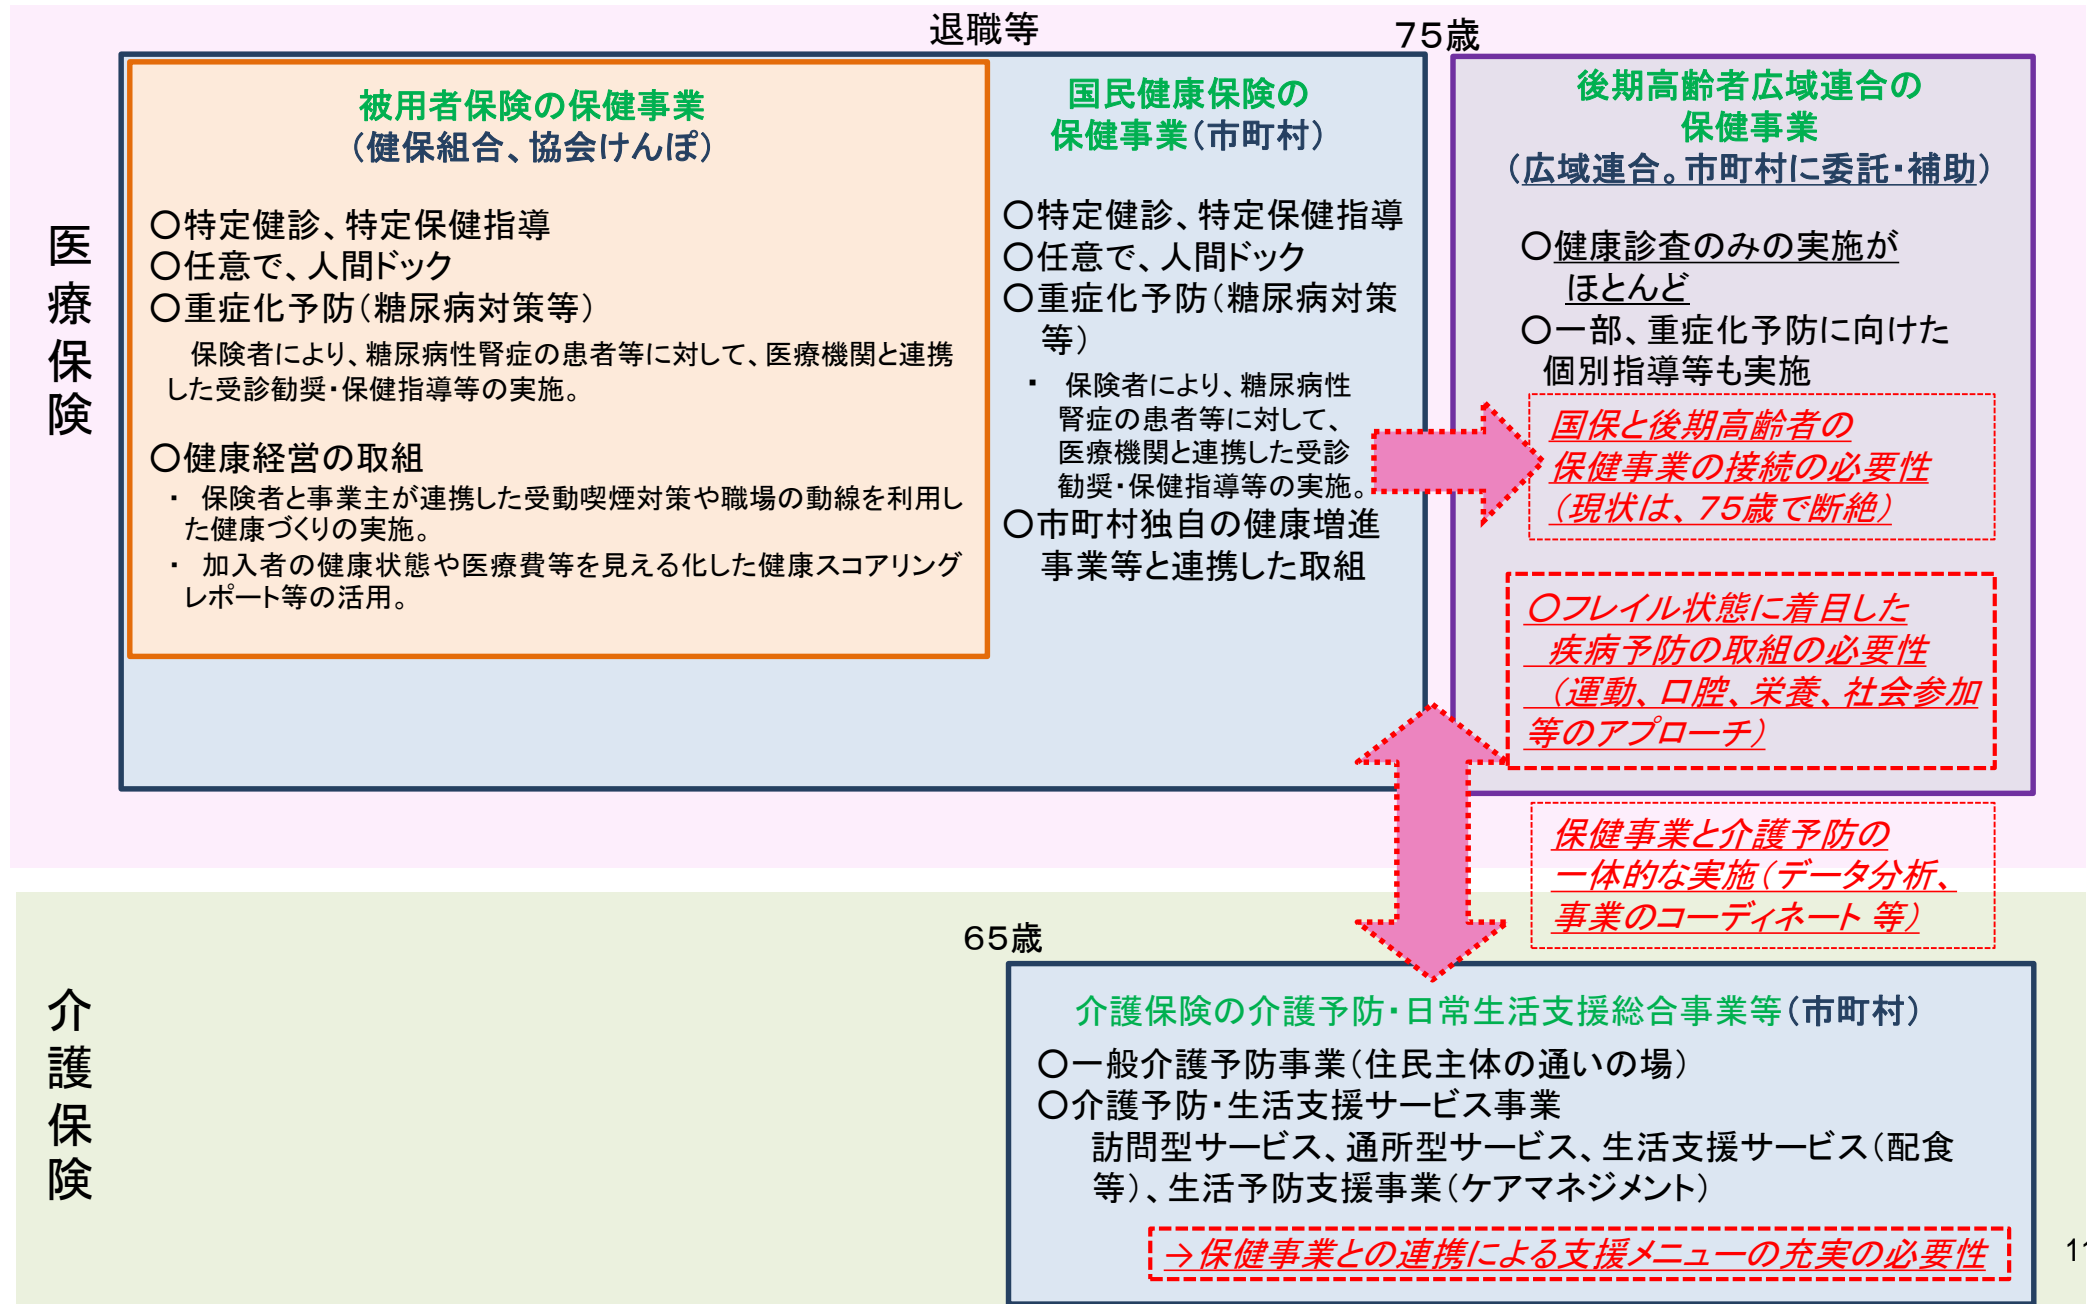 退職等
75歳
医療保険
被用者保険の保健事業
（健保組合、協会けんぽ）
○特定健診、特定保健指導
○任意で、人間ドック
○重症化予防（糖尿病対策等）
保険者により、糖尿病性腎症の患者等に対して、医療機関と連携
した受診勧奨・保健指導等の実施。
○健康経営の取組
・ 保険者と事業主が連携した受動喫煙対策や職場の動線を利用し
た健康づくりの実施。
・ 加入者の健康状態や医療費等を見える化した健康スコアリング
レポート等の活用。
国民健康保険の
保健事業（市町村）
○特定健診、特定保健指導
○任意で、人間ドック
○重症化予防（糖尿病対策
等）
・ 保険者により、糖尿病性
腎症の患者等に対して、
医療機関と連携した受診
勧奨・保健指導等の実施。
○市町村独自の健康増進
事業等と連携した取組
後期高齢者広域連合の
保健事業
（広域連合。市町村に委託・補助）
○健康診査のみの実施が
ほとんど
○一部、重症化予防に向けた
個別指導等も実施
国保と後期高齢者の
保健事業の接続の必要性
（現状は、75歳で断絶）
○フレイル状態に着目した
疾病予防の取組の必要性
（運動、口腔、栄養、社会参加
等のアプローチ）
保健事業と介護予防の
一体的な実施（データ分析、
事業のコーディネート 等）
介護保険
65歳
介護保険の介護予防・日常生活支援総合事業等（市町村）
○一般介護予防事業（住民主体の通いの場）
○介護予防・生活支援サービス事業
訪問型サービス、通所型サービス、生活支援サービス（配食
等）、生活予防支援事業（ケアマネジメント）
→保健事業との連携による支援メニューの充実の必要性
11